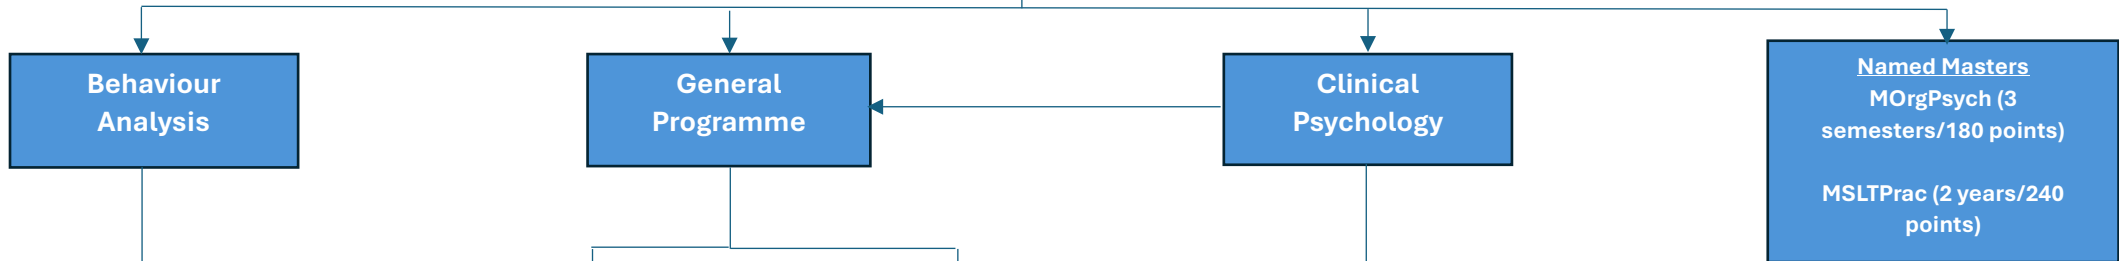 Behaviour
Analysis
General
Programme
Clinical
Psychology
Named Masters
MOrgPsych (3
semesters/180 points)
MSLTPrac (2 years/240
points)